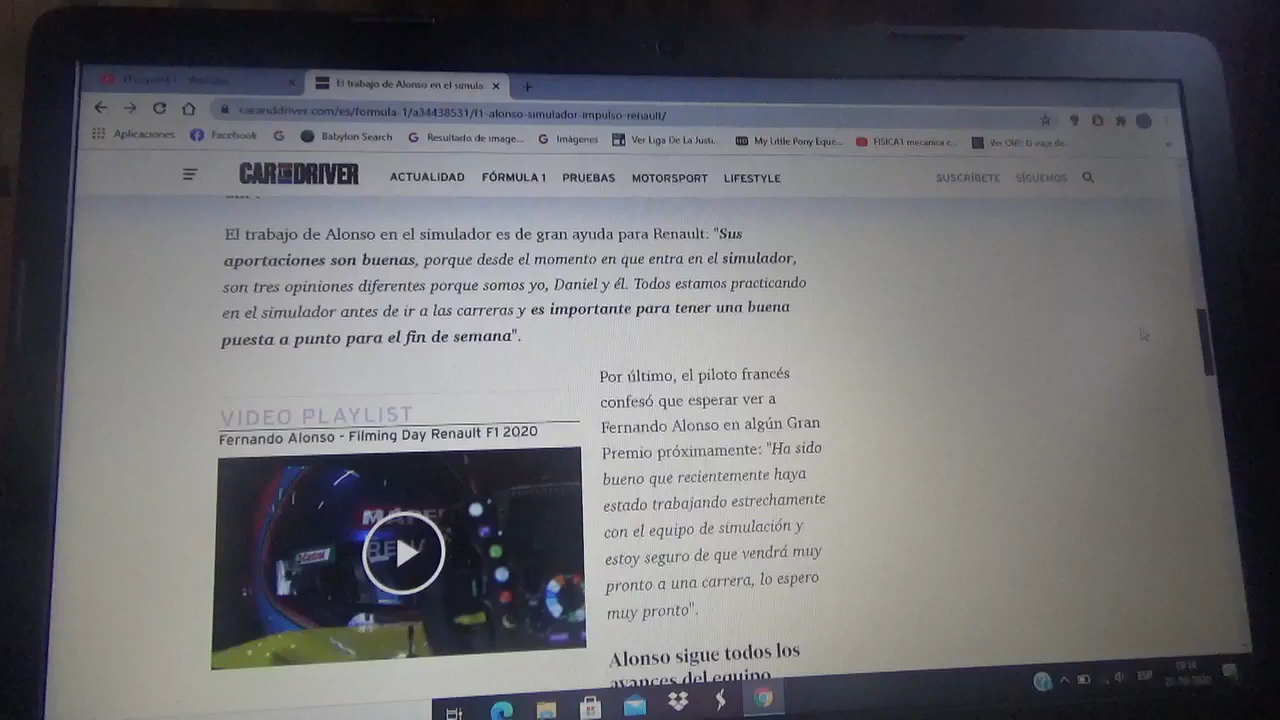 El trabajo de Alonso en el simula
caranddriver.com/es/formula-1/a34438531/f1-alonso-simulador-impulso-renault/
Aplicaciones Facebook G Babylon Search Resultado de image... Imágenes Ver Liga De La Justi... My Little Pony Eque... FISICA1 mecanica c...
CAR AND DRIVER ACTUALIDAD FÓRMULA 1 PRUEBAS MOTORSPORT LIFESTYLE SUSCRÍBETE SÍGUENOS
El trabajo de Alonso en el simulador es de gran ayuda para Renault: "Sus
aportaciones son buenas, porque desde el momento en que entra en el simulador,
son tres opiniones diferentes porque somos yo, Daniel y él. Todos estamos practicando
en el simulador antes de ir a las carreras y es importante para tener una buena
puesta a punto para el fin de semana".
Por último, el piloto francés
confesó que esperar ver a
Fernando Alonso en algún Gran
Premio próximamente: "Ha sido
bueno que recientemente haya
estado trabajando estrechamente
con el equipo de simulación y
estoy seguro de que vendrá muy
pronto a una carrera, lo espero
muy pronto".
VIDEO PLAYLIST
Fernando Alonso - Filming Day Renault F1 2020
Castrol
Alonso sigue todos los
avances del equipo
ESP